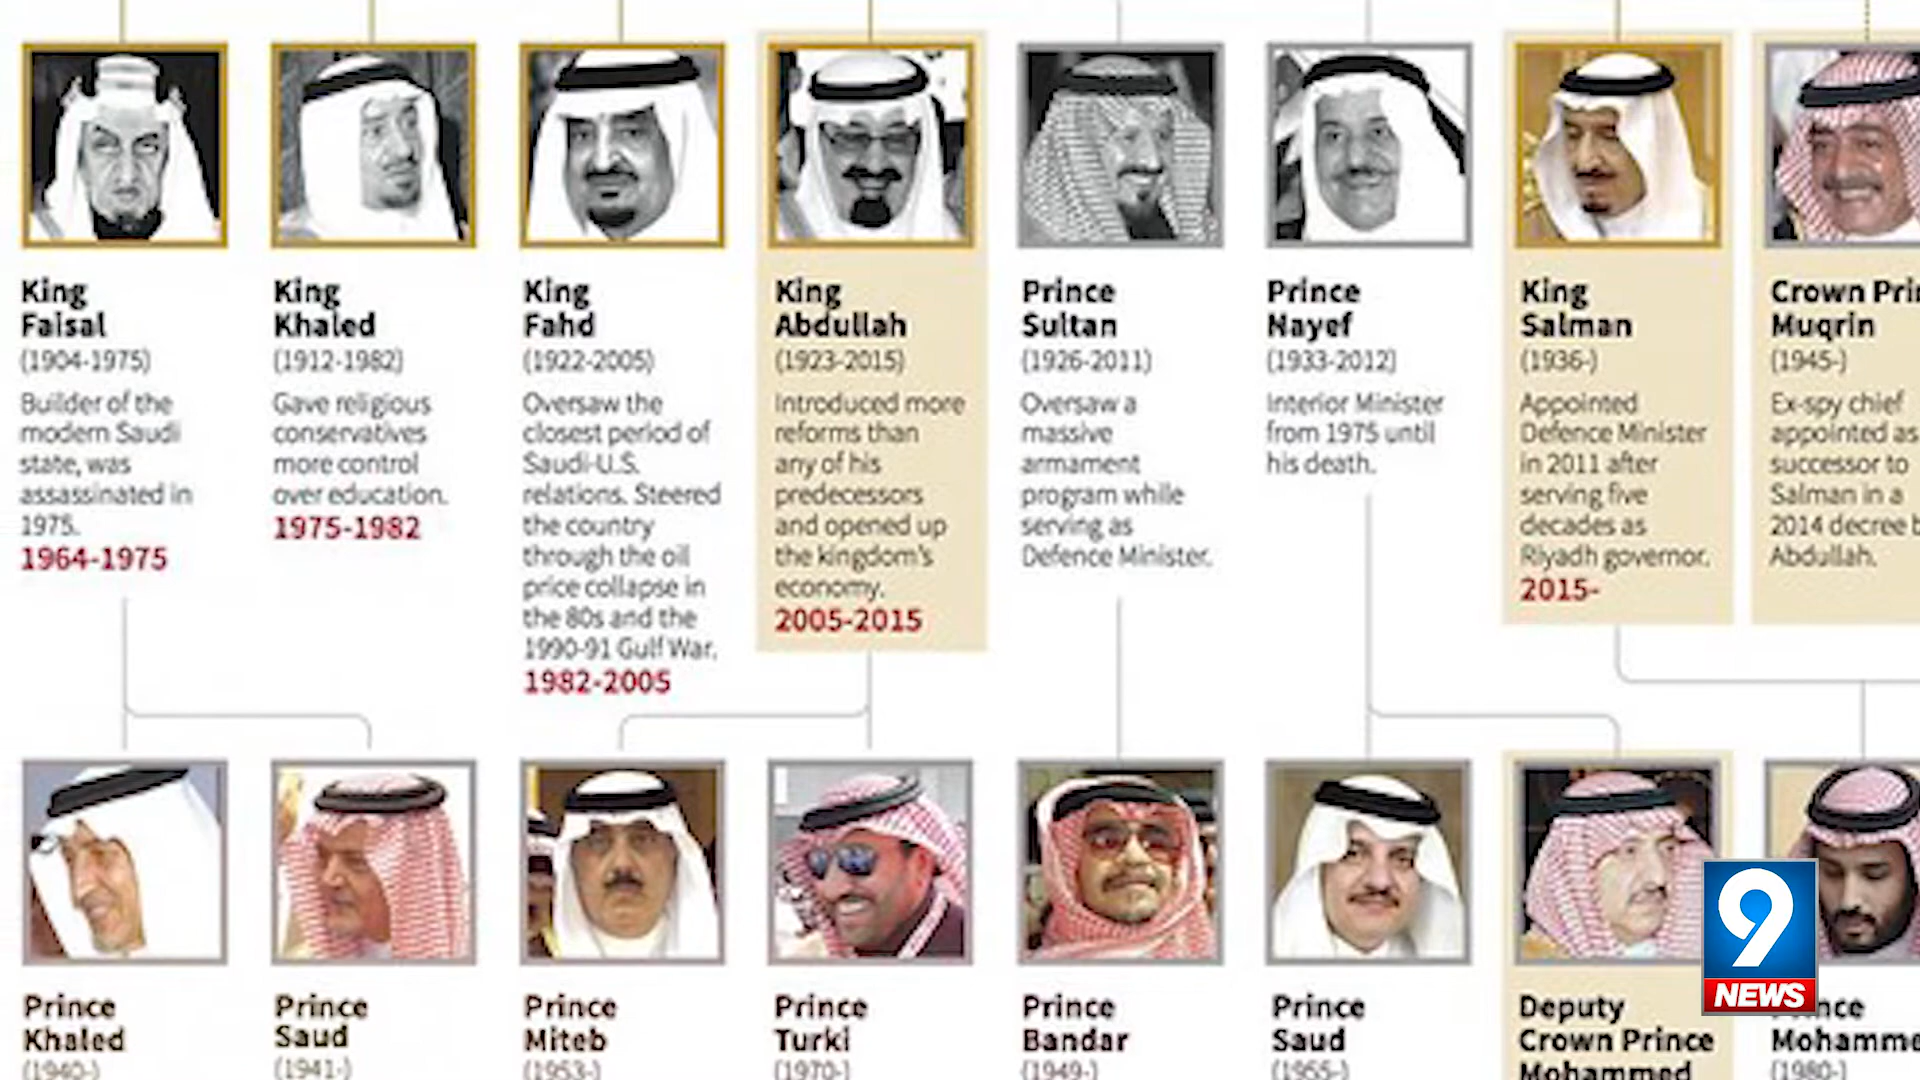 King
Faisal
(1904-1975)
Builder of the
modern Saudi
state, was
assassinated in
1975.
1964-1975
King
Khaled
(1912-1982)
Gave religious
conservatives
more control
over education.
1975-1982
King
Fahd
(1922-2005)
Oversaw the
closest period of
Saudi-U.S.
relations. Steered
the country
through the oil
price collapse in
the 80s and the
1990-91 Gulf War.
1982-2005
King
Abdullah
(1923-2015)
Introduced more
reforms than
any of his
predecessors
and opened up
the kingdom's
economy.
2005-2015
Prince
Sultan
(1926-2011)
Oversaw a
massive
armament
program while
serving as
Defence Minister.
Prince
Nayef
(1933-2012)
Interior Minister
from 1975 until
his death.
King
Salman
(1936-)
Appointed
Defence Minister
in 2011 after
serving five
decades as
Riyadh governor.
2015-
Crown Prin
Muqrin
(1945-)
Ex-spy chief
appointed as
successor to
Salman in a
2014 decree b
Abdullah.
Prince
Khaled
(1940-)
Prince
Saud
(1941-)
Prince
Miteb
(1953-)
Prince
Turki
(1970-)
Prince
Bandar
(1949-)
Prince
Saud
(1955-)
Deputy
Crown Prince
Mohammed
ince
Mohamme
(1980-)
9
NEWS